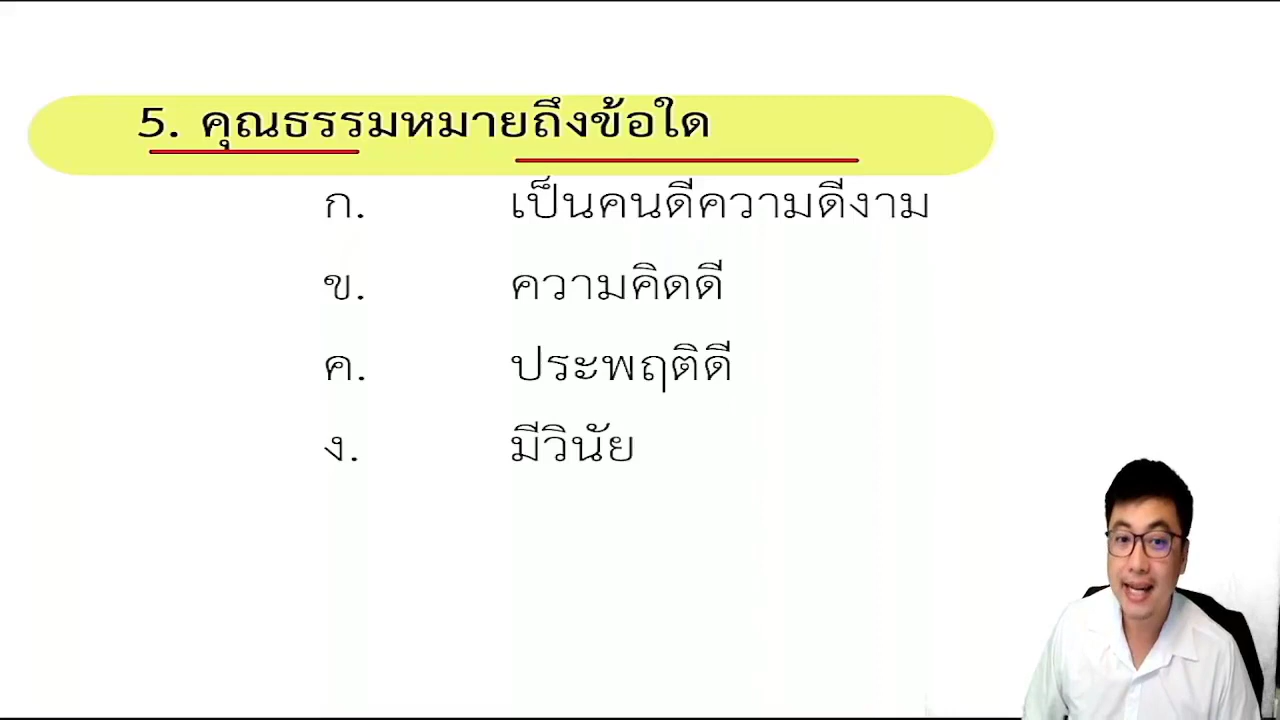 5. คุณธรรมหมายถึงข้อใด
ก. เป็นคนดีความดีงาม
ข. ความคิดดี
ค. ประพฤติดี
ง. มีวินัย